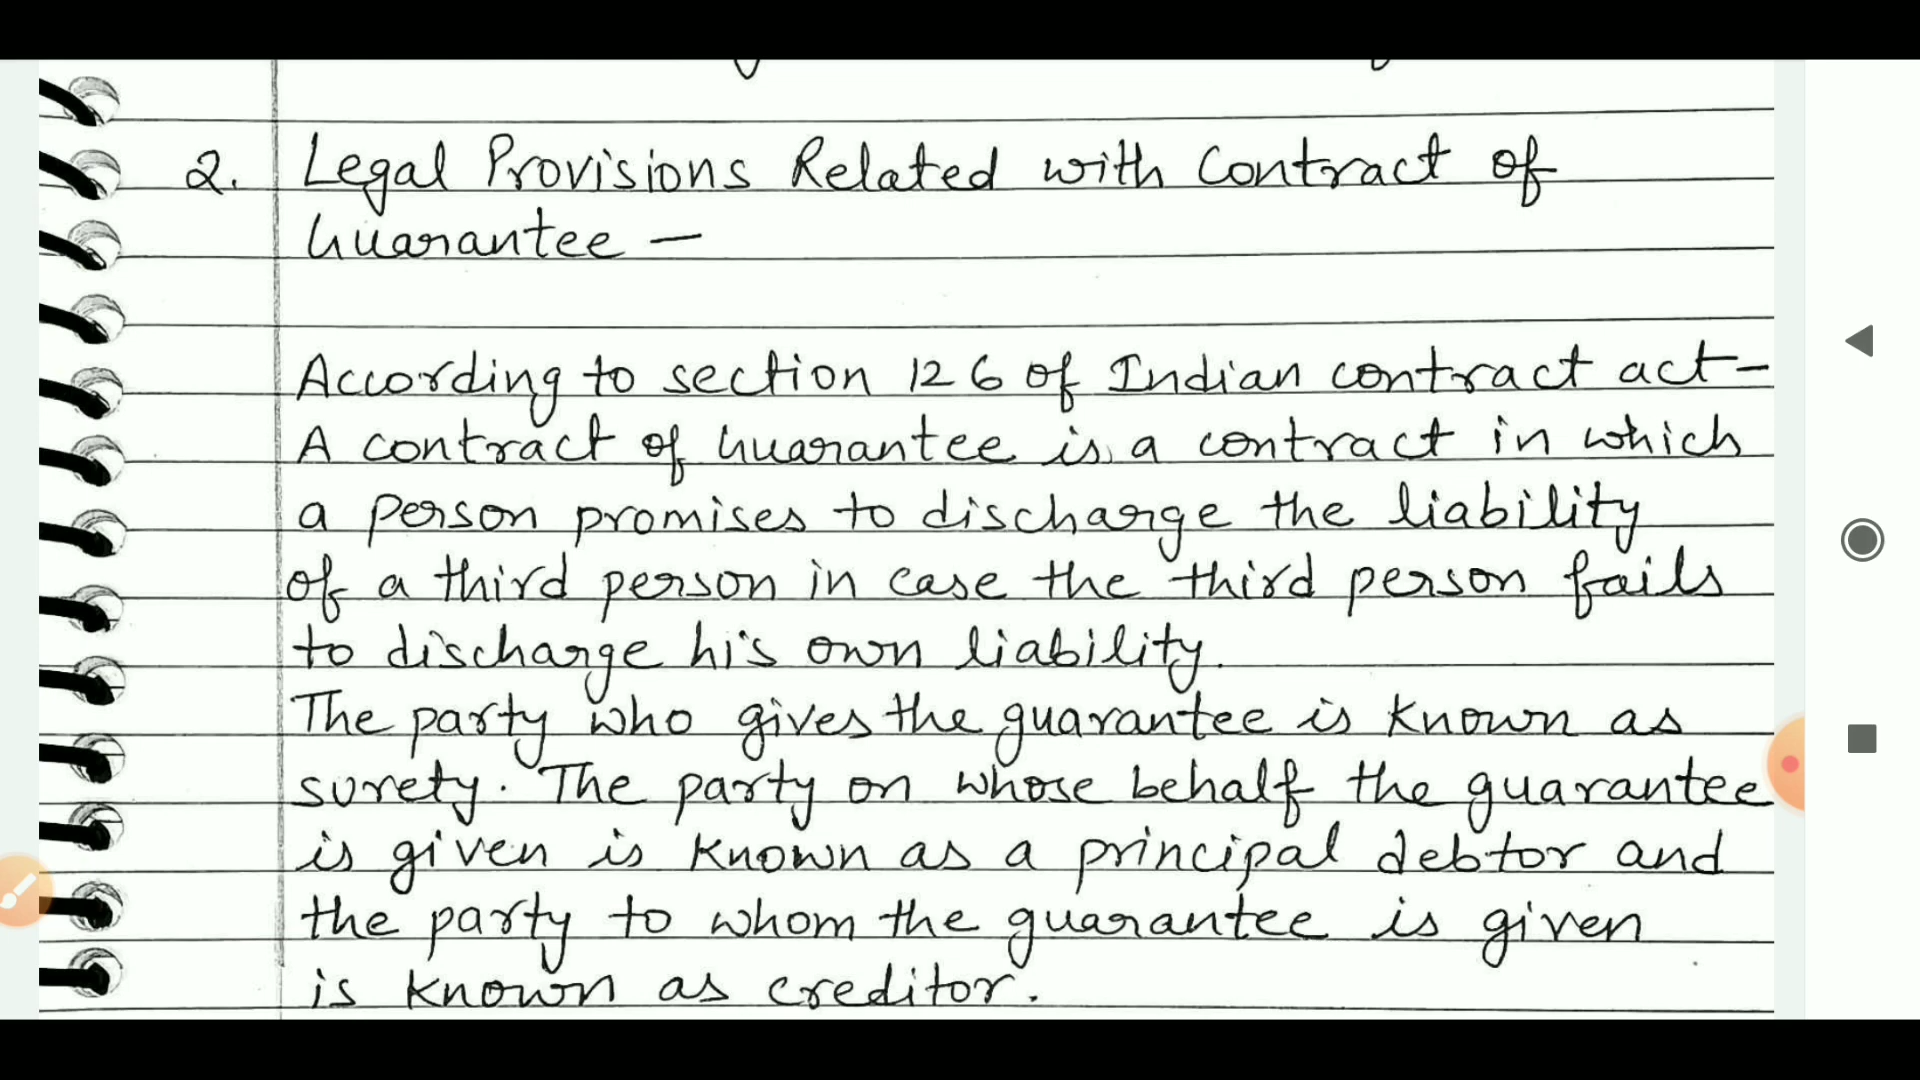 2. Legal Provisions Related with Contract of
Guarantee –
According to section 126 of Indian contract act –
A contract of Guarantee is a contract in which
a person promises to discharge the liability
of a third person in case the third person fails
to discharge his own liability.
The party who gives the guarantee is known as
surety. The party on whose behalf the guarantee
is given is known as a principal debtor and
the party to whom the guarantee is given
is known as creditor.